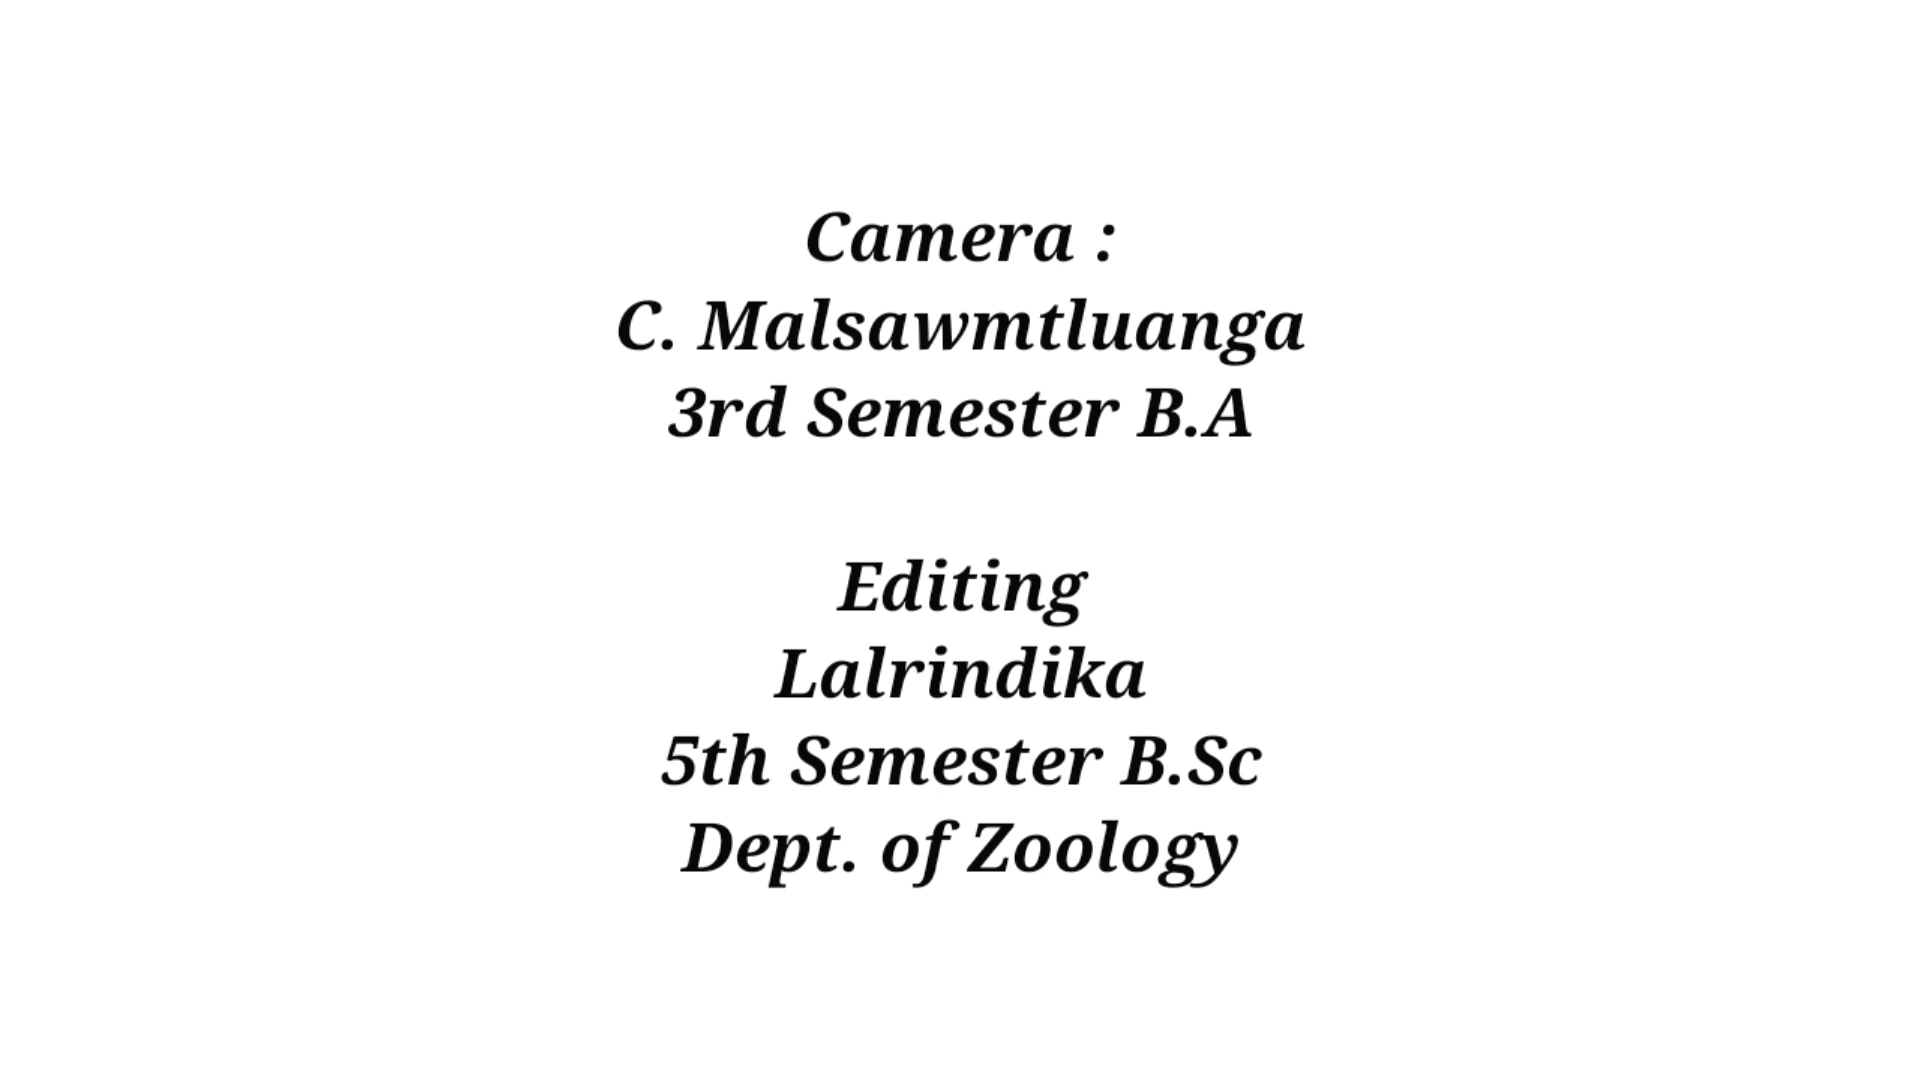 Camera :
C. Malsawmtluanga
3rd Semester B.A
Editing
Lalrindika
5th Semester B.Sc
Dept. of Zoology